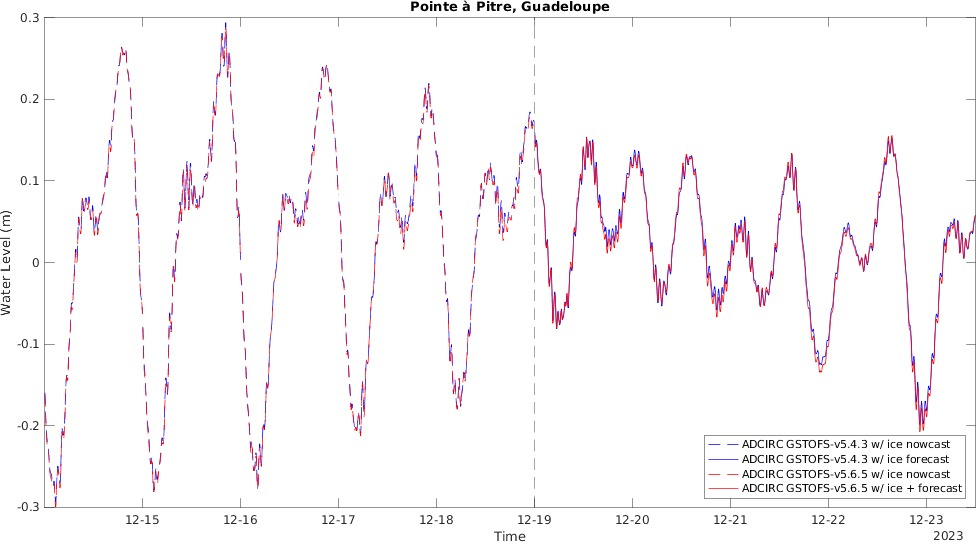 Pointe à Pitre, Guadeloupe
0.3
0.2
0.1
0
-0.1
-0.2
-0.3
Water Level (m)
12-15
12-16
12-17
12-18
12-19
12-20
12-21
12-22
12-23
Time
2023
ADCIRC GSTOFS-v5.4.3 w/ ice nowcast
ADCIRC GSTOFS-v5.4.3 w/ ice forecast
ADCIRC GSTOFS-v5.6.5 w/ ice nowcast
ADCIRC GSTOFS-v5.6.5 w/ ice + forecast